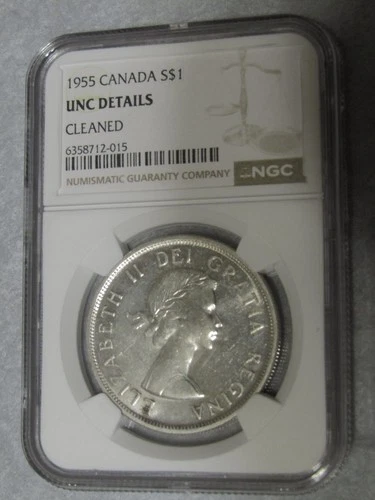 1955 CANADA S$1
UNC DETAILS
CLEANED
6358712-015
NUMISMATIC GUARANTY COMPANY
NGC
ELIZABETH II DEI GRATIA REGINA